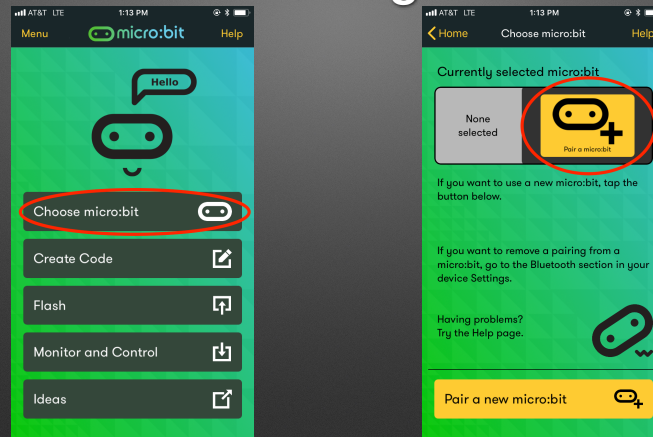 AT&T LTE 1:13 PM
Menu micro:bit Help
Hello
Choose micro:bit
Create Code
Flash
Monitor and Control
Ideas
AT&T LTE 1:13 PM
Home Choose micro:bit Help
Currently selected micro:bit
None
selected
Pair a micro:bit
If you want to use a new micro:bit, tap the
button below.
If you want to remove a pairing from a
micro:bit, go to the Bluetooth section in your
device Settings.
Having problems?
Try the Help page.
Pair a new micro:bit